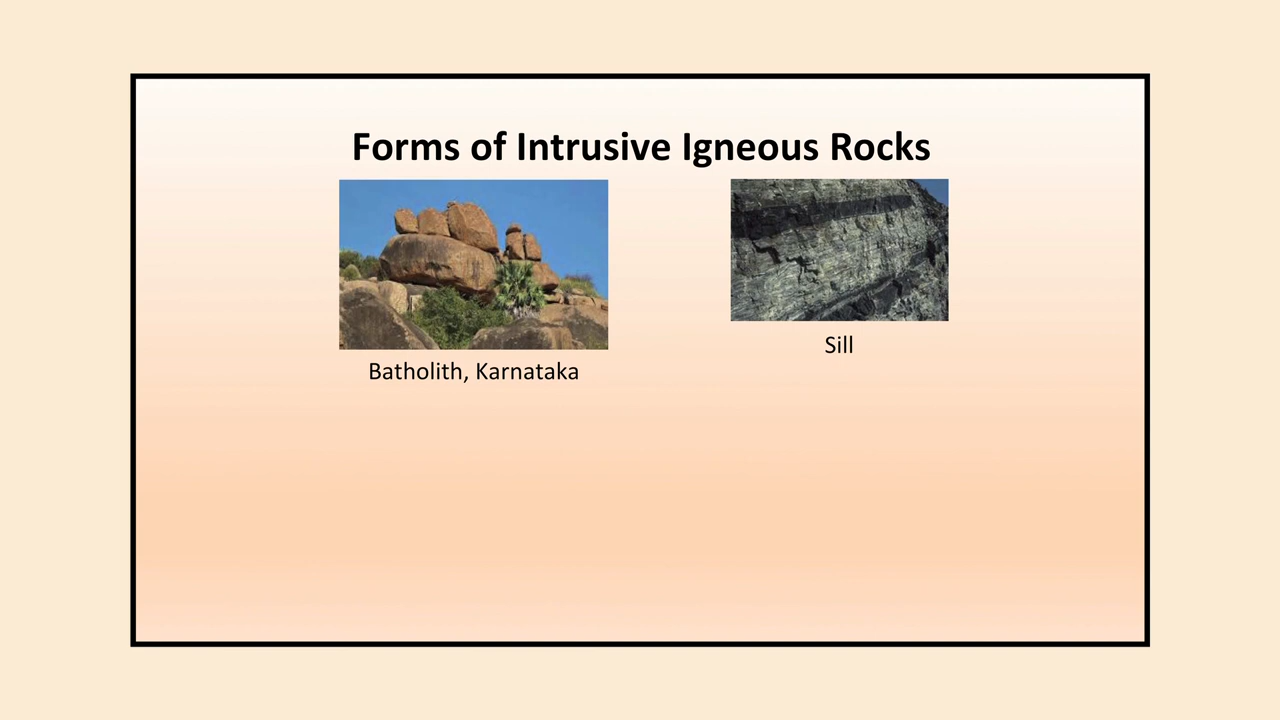 Forms of Intrusive Igneous Rocks
Batholith, Karnataka
Sill